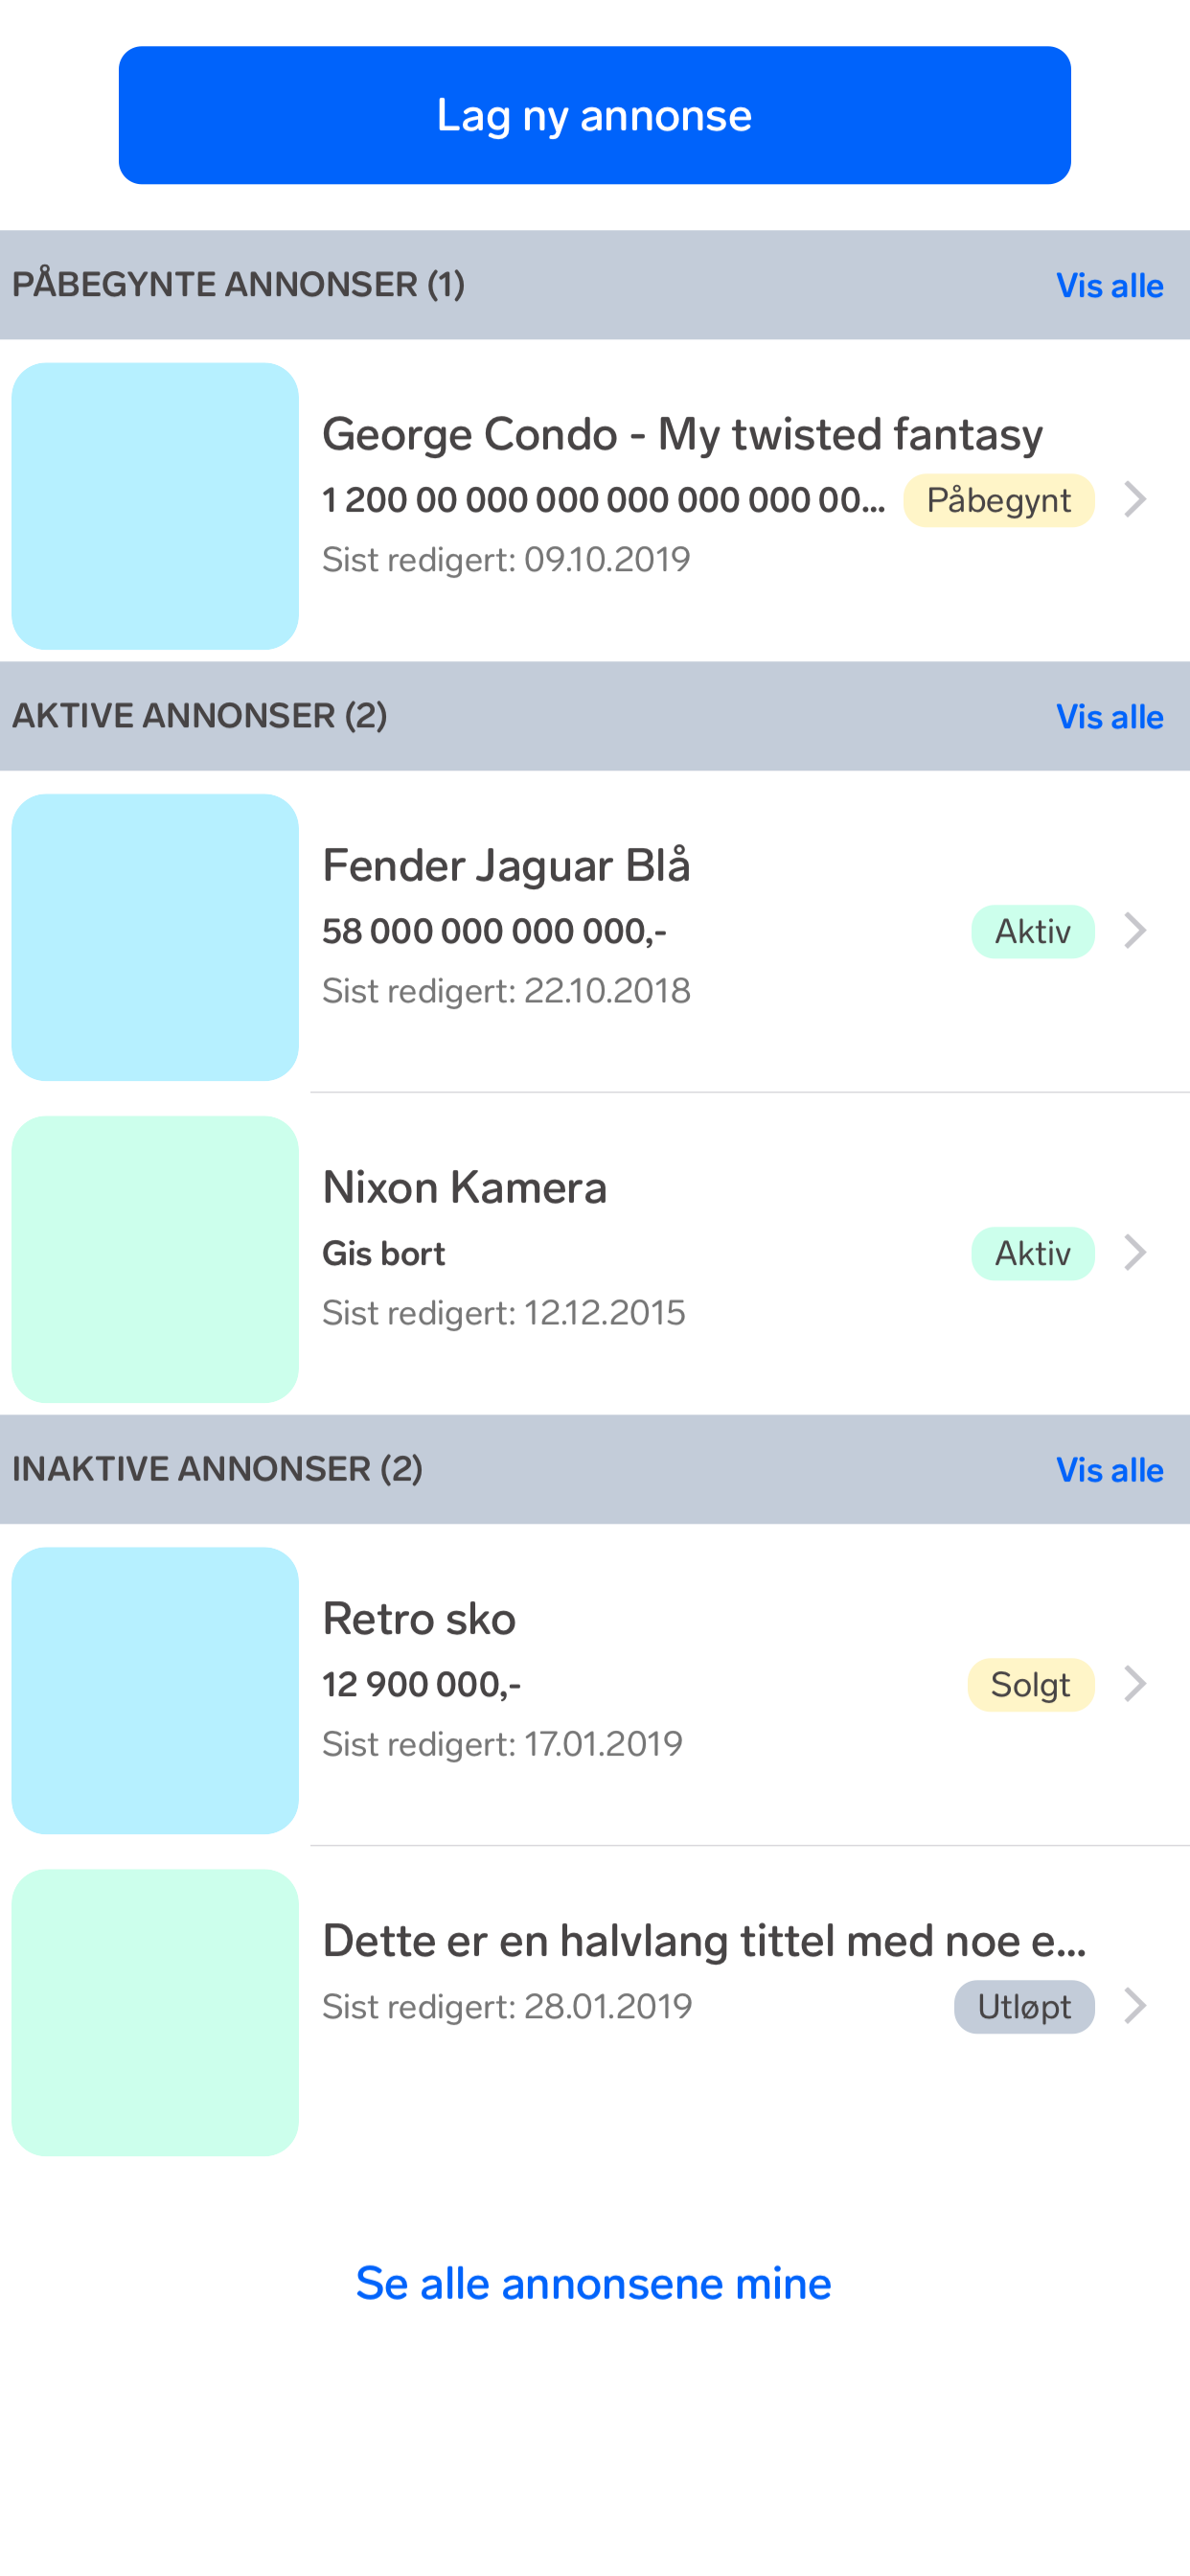 Lag ny annonse
PÅBEGYNTE ANNONSER (1) Vis alle
George Condo - My twisted fantasy
1 200 00 000 000 000 000 000 00... Påbegynt
Sist redigert: 09.10.2019
AKTIVE ANNONSER (2) Vis alle
Fender Jaguar Blå
58 000 000 000 000,- Aktiv
Sist redigert: 22.10.2018
Nixon Kamera
Gis bort Aktiv
Sist redigert: 12.12.2015
INAKTIVE ANNONSER (2) Vis alle
Retro sko
12 900 000,- Solgt
Sist redigert: 17.01.2019
Dette er en halvlang tittel med noe e...
Sist redigert: 28.01.2019 Utløpt
Se alle annonsene mine